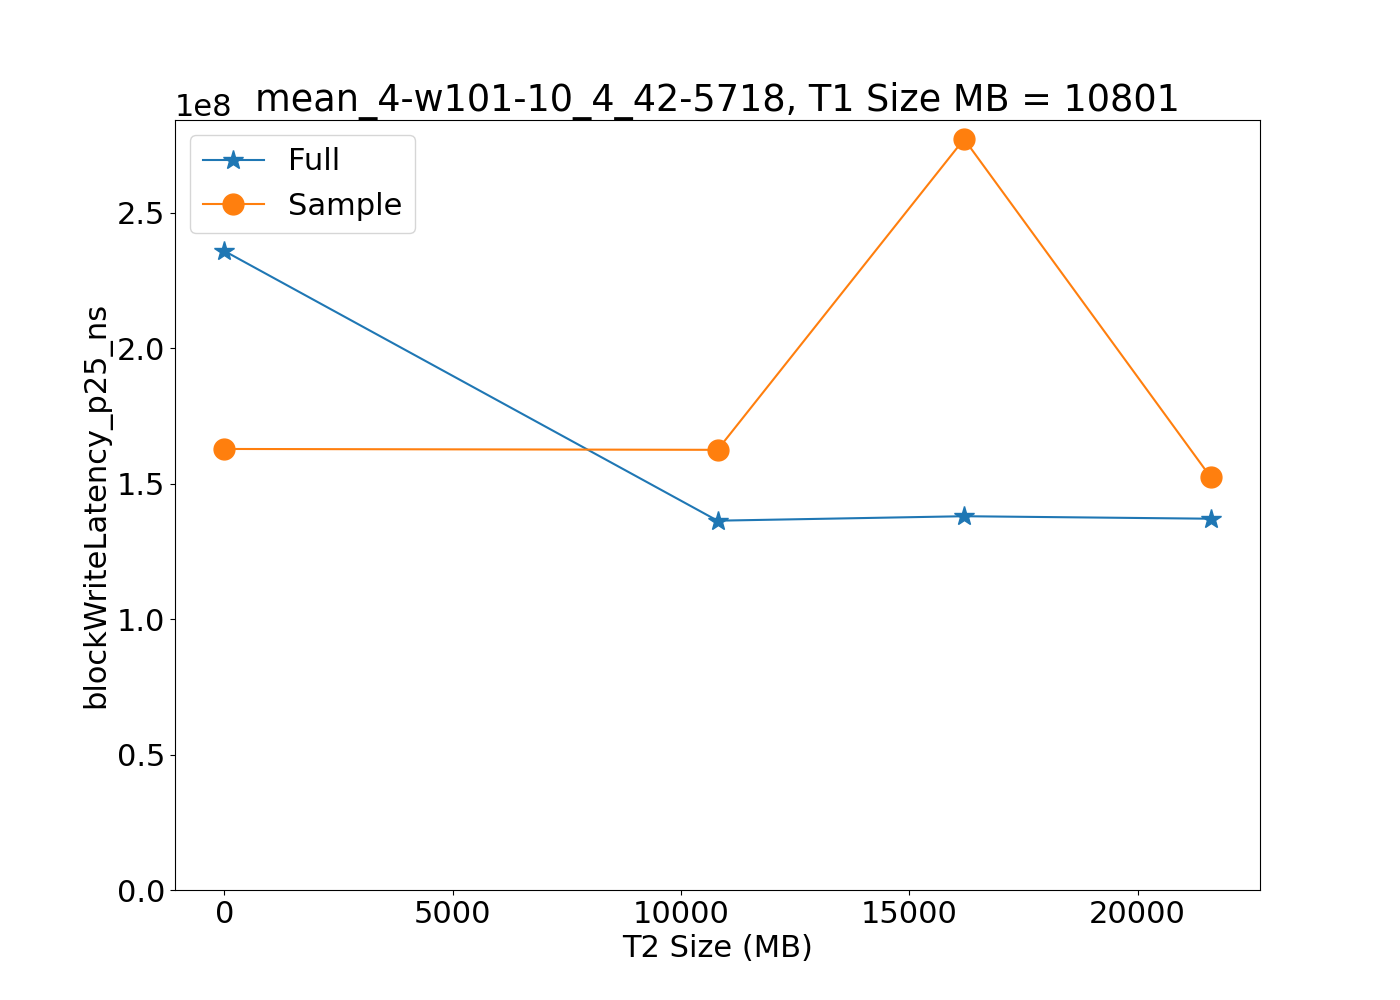 1e8
mean_4-w101-10_4_42-5718, T1 Size MB = 10801
Full
Sample
2.5
2.0
1.5
1.0
0.5
0.0
blockWriteLatency_p25_ns
0 5000 10000 15000 20000
T2 Size (MB)